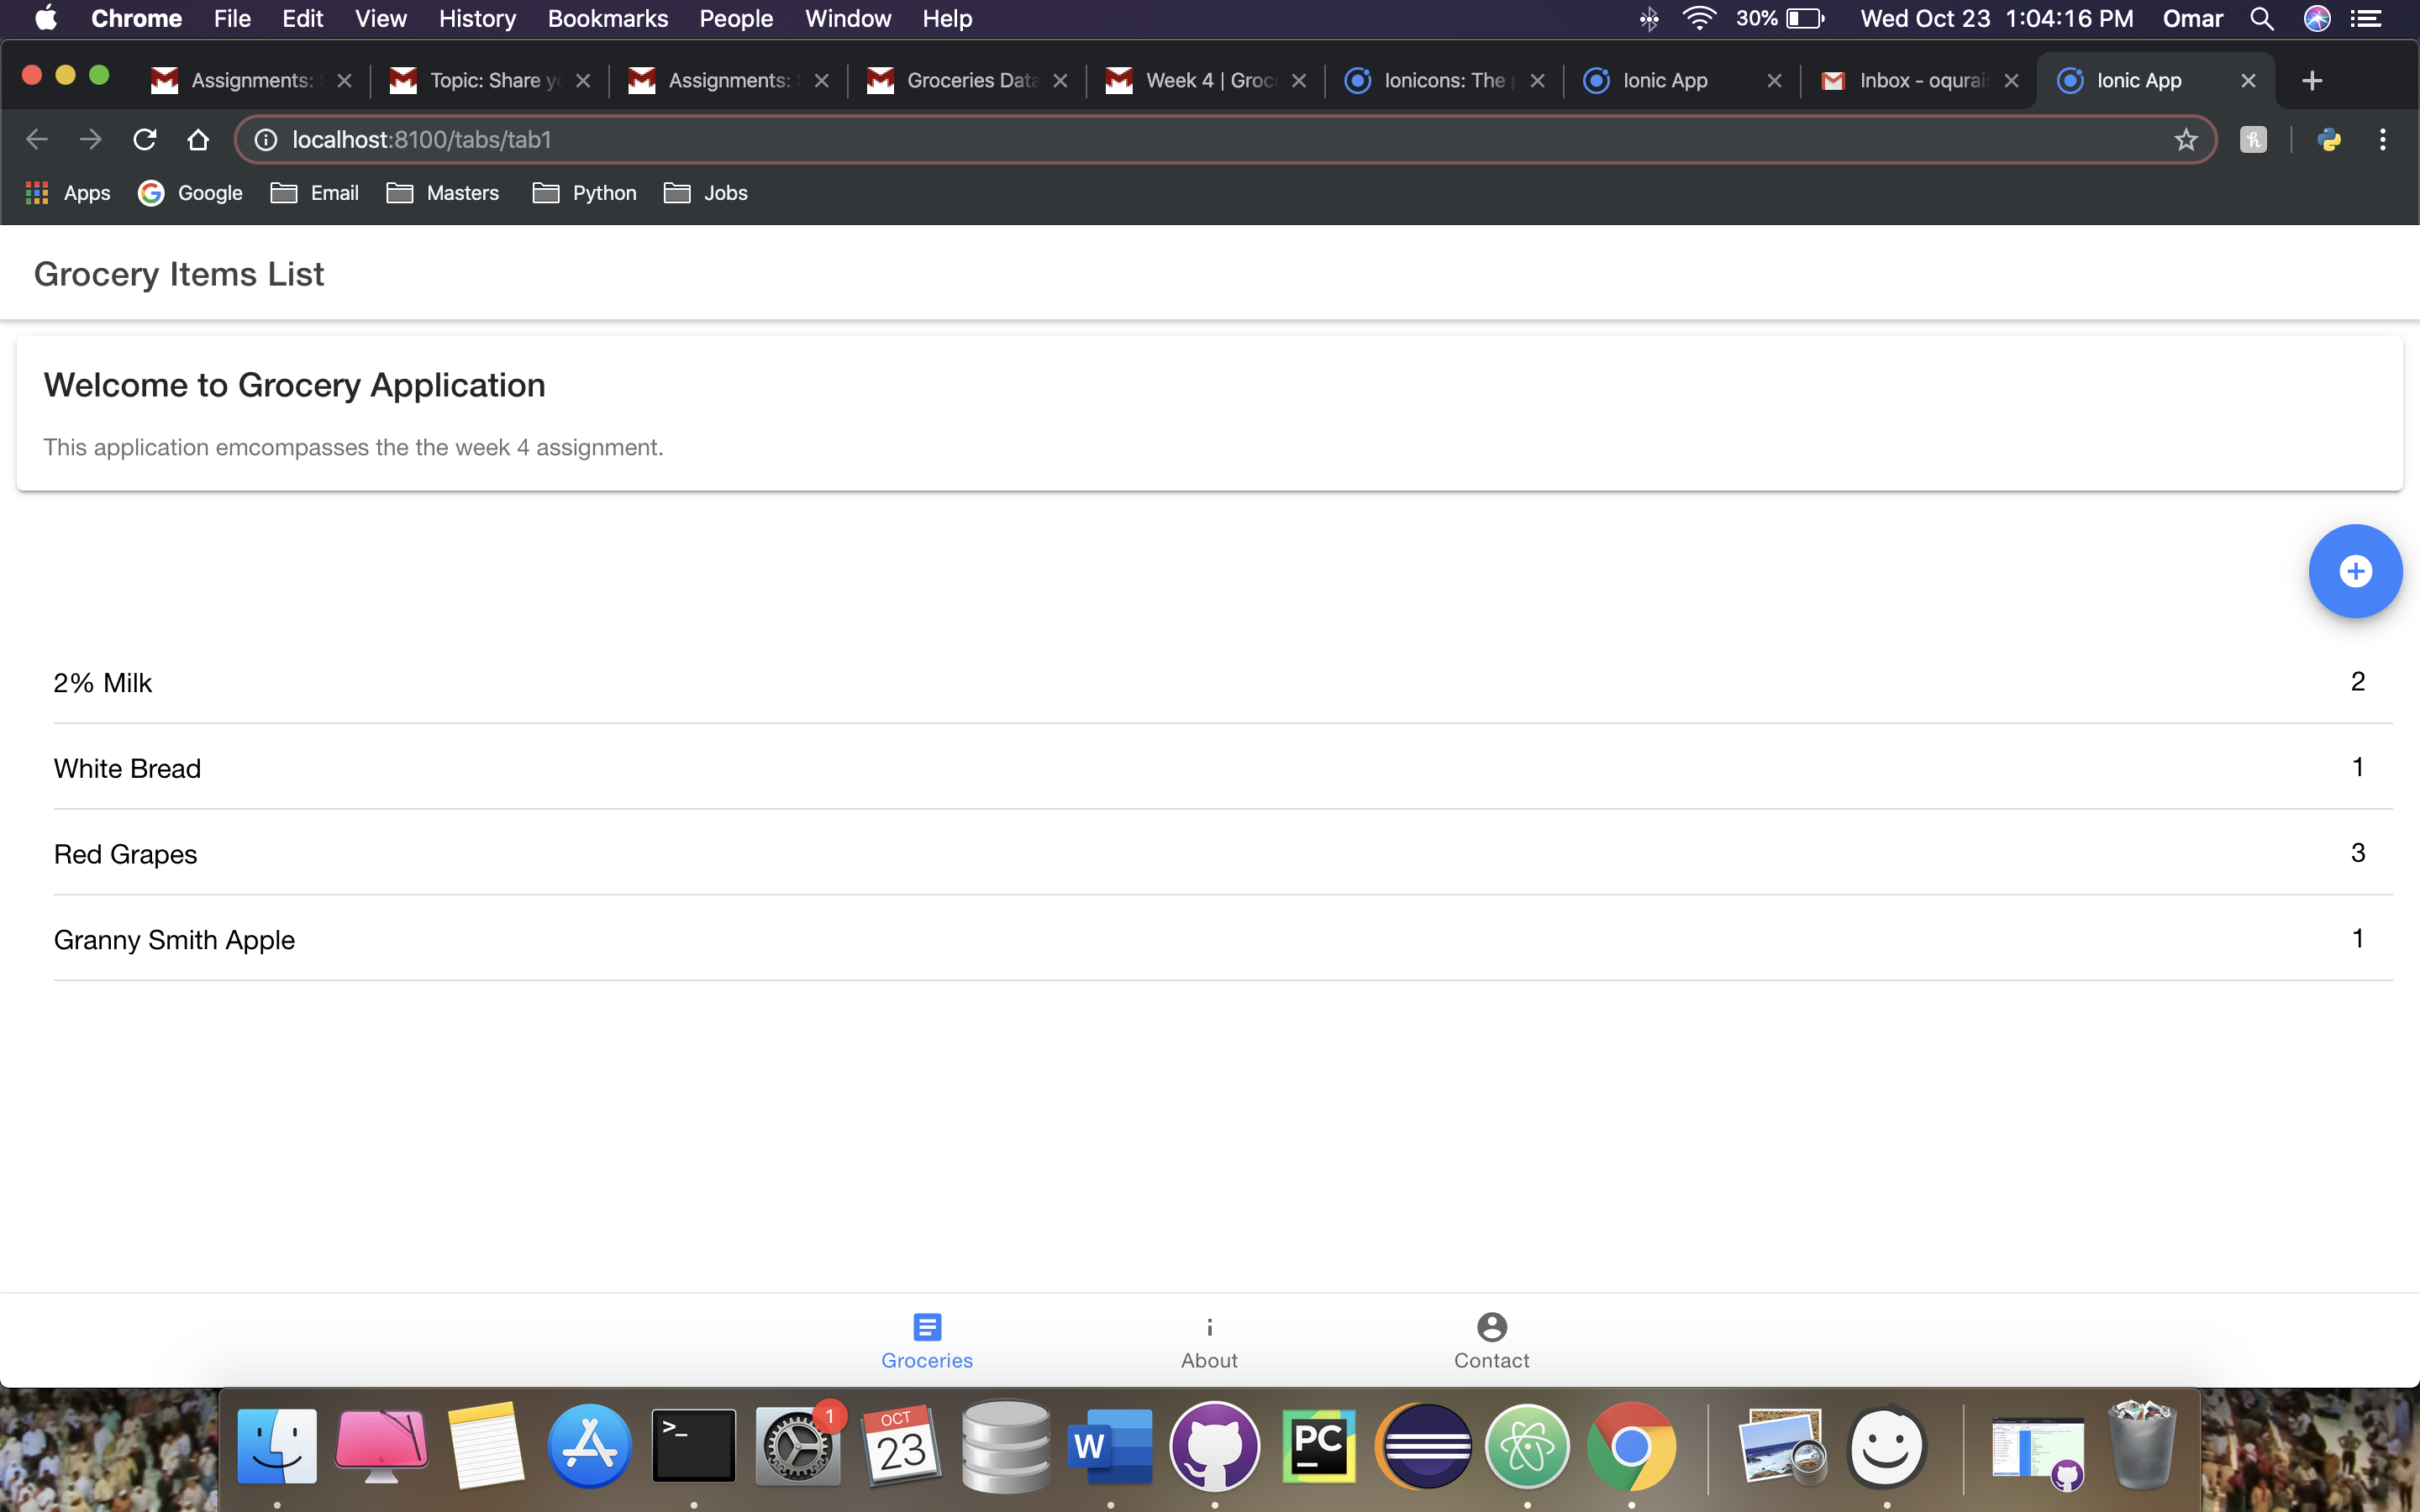 Chrome File Edit View History Bookmarks People Window Help 30% Wed Oct 23 1:04:16 PM Omar
Assignments: Topic: Share Assignments: Groceries Data Week 4 | Ionicons: The Ionic App Inbox - Ionic App
localhost:8100/tabs/tab1
Apps Google Email Masters Python Jobs
Grocery Items List
Welcome to Grocery Application
This application emcompasses the the week 4 assignment.
2% Milk 2
White Bread 1
Red Grapes 3
Granny Smith Apple 1
Groceries About Contact
>_ 1 OCT 23 W PC